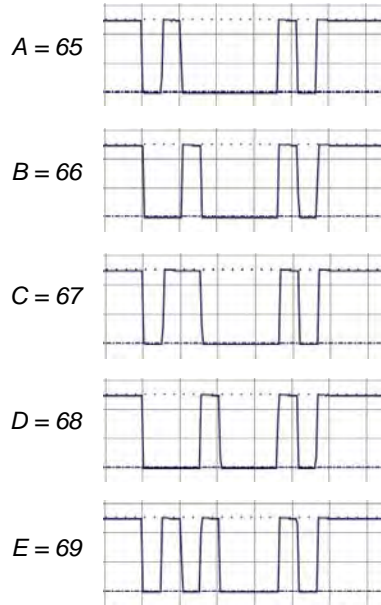 A = 65
B = 66
C = 67
D = 68
E = 69